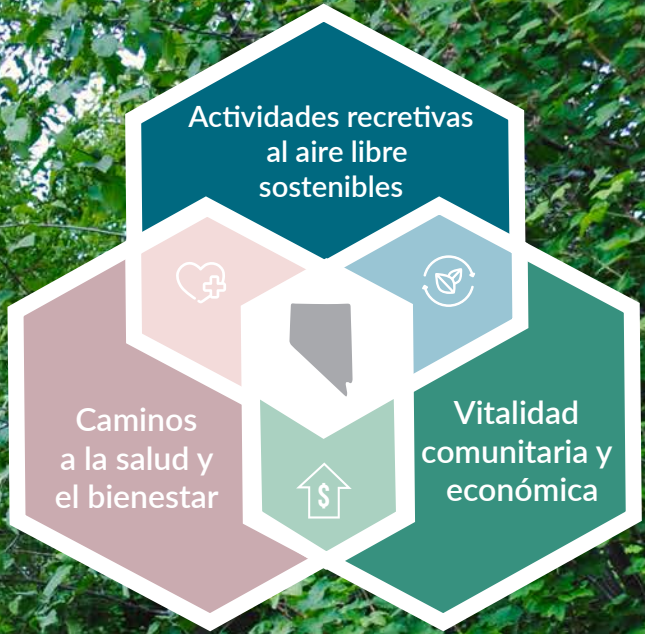 Actividades recretivas
al aire libre
sostenibles
Caminos
a la salud y
el bienestar
Vitalidad
comunitaria y
económica
$